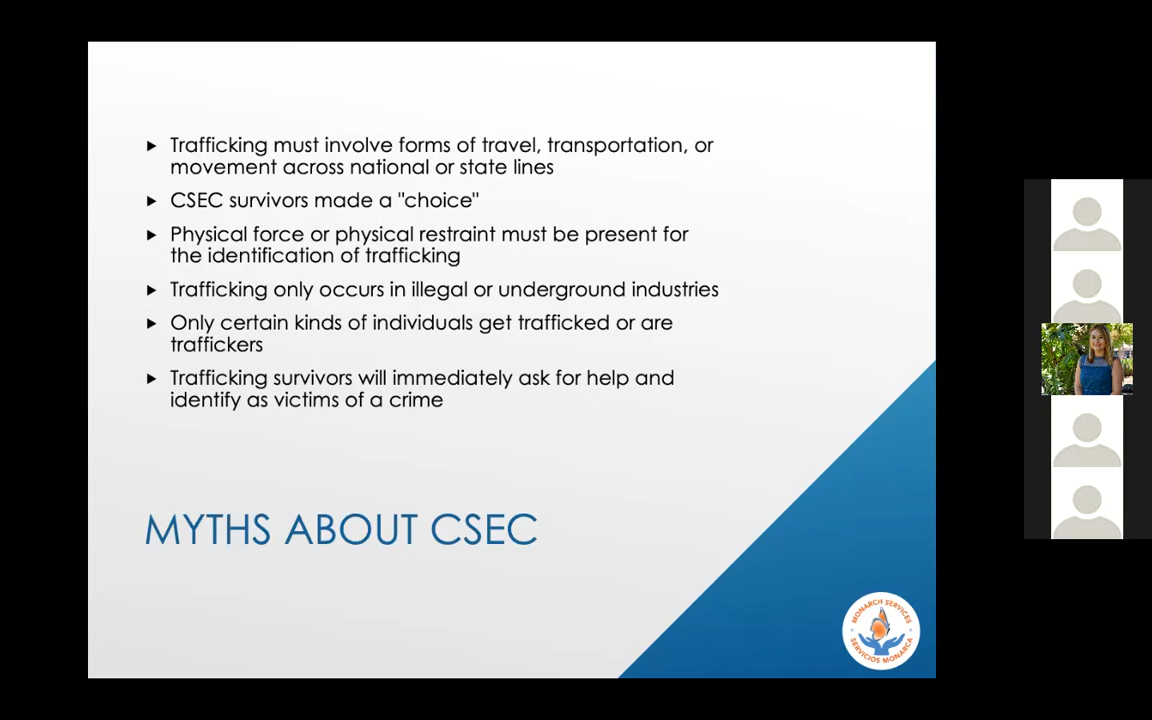 Trafficking must involve forms of travel, transportation, or
movement across national or state lines
CSEC survivors made a "choice"
Physical force or physical restraint must be present for
the identification of trafficking
Trafficking only occurs in illegal or underground industries
Only certain kinds of individuals get trafficked or are
traffickers
Trafficking survivors will immediately ask for help and
identify as victims of a crime
MYTHS ABOUT CSEC
MONARCH SERVICES
SERVICIOS MONARCA